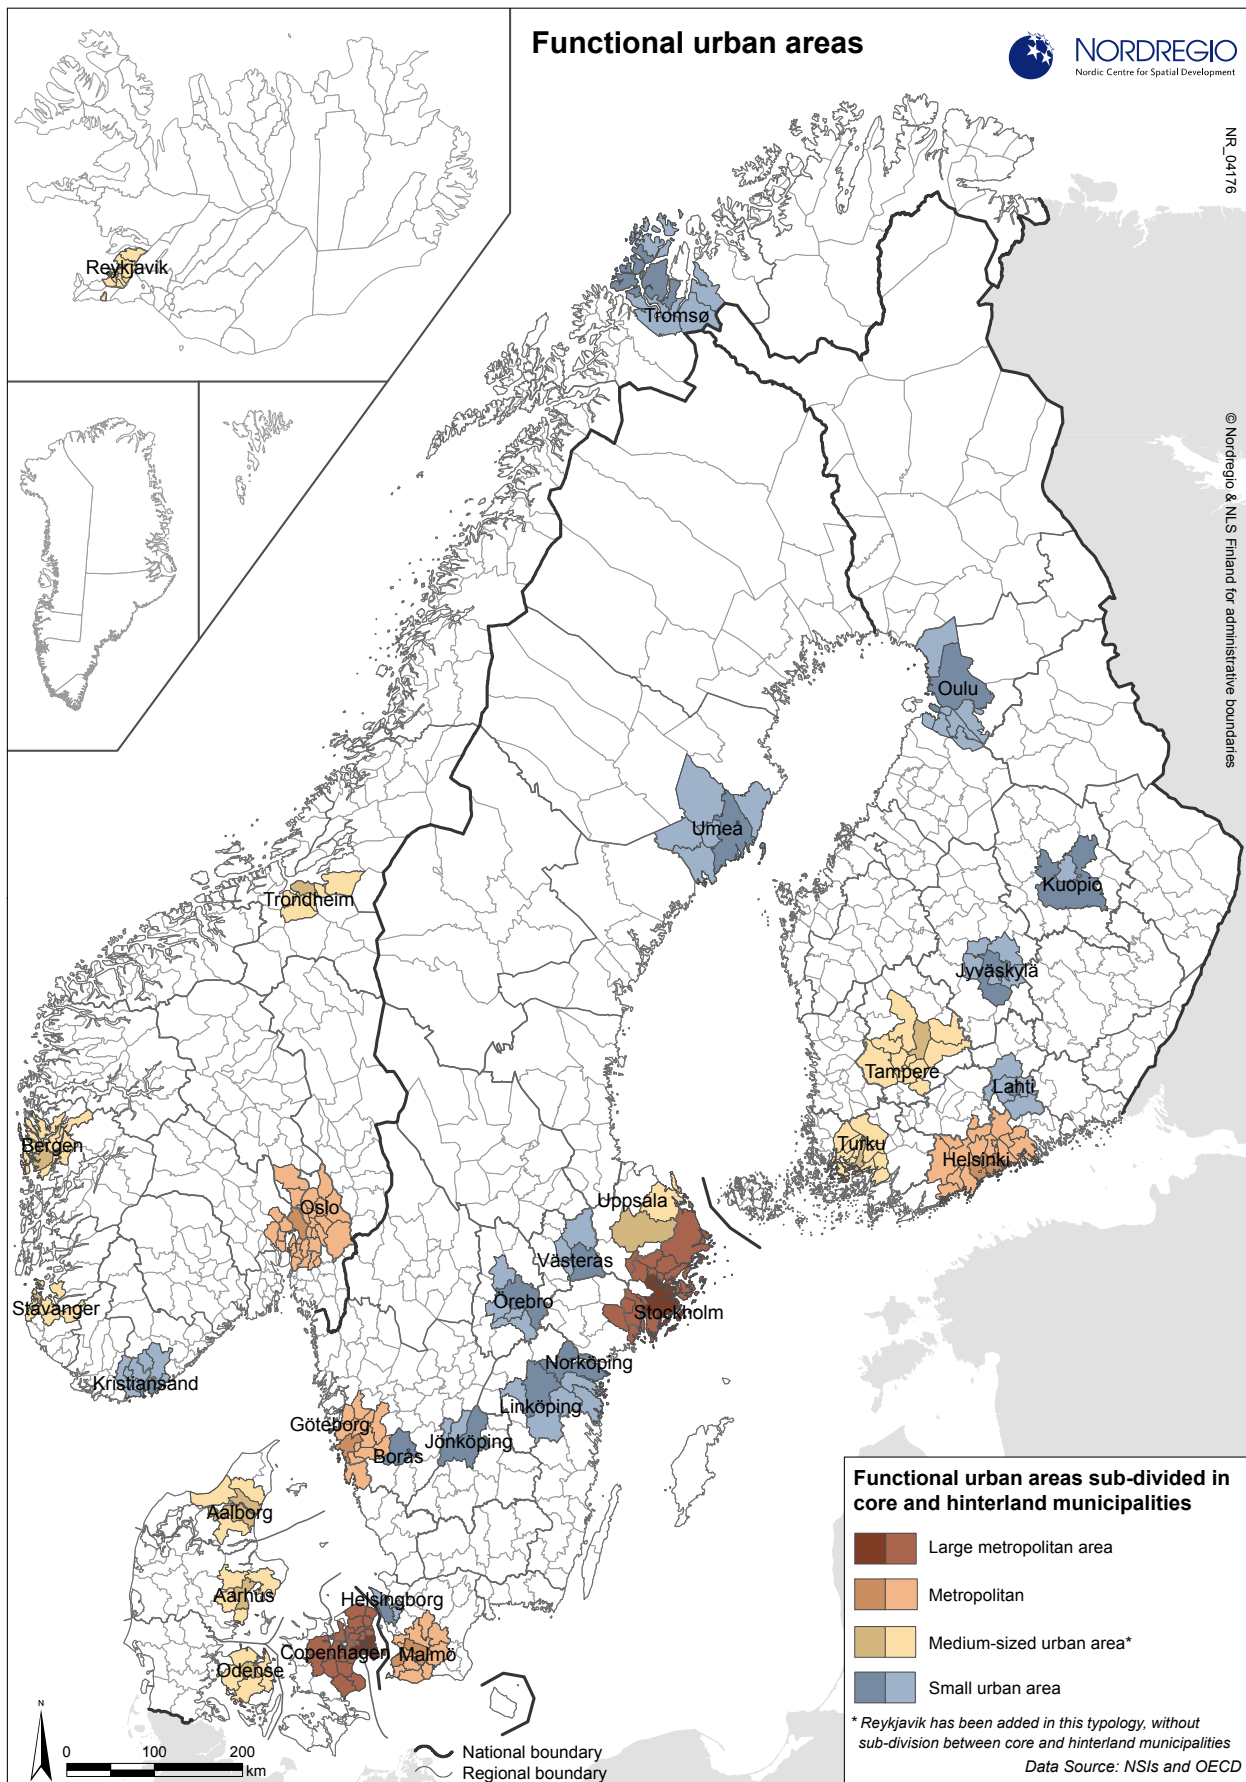 Functional urban areas
NORDREGIO
Nordic Centre for Spatial Development
NR_04176
© Nordregio & NLS Finland for administrative boundaries
Reykjavik
Tromsø
Oulu
Umeå
Kuopio
Trondheim
Jyväskylä
Tampere
Lahti
Bergen
Turku
Helsinki
Oslo
Uppsala
Västerås
Stavanger
Örebro
Stockholm
Norköping
Kristiansand
Linköping
Göteborg
Borås
Jönköping
Aalborg
Aarhus
Helsingborg
Copenhagen
Malmö
Odense
Functional urban areas sub-divided in
core and hinterland municipalities
Large metropolitan area
Metropolitan
Medium-sized urban area*
Small urban area
* Reykjavik has been added in this typology, without
sub-division between core and hinterland municipalities
Data Source: NSIs and OECD
N
0 100 200
km
National boundary
Regional boundary